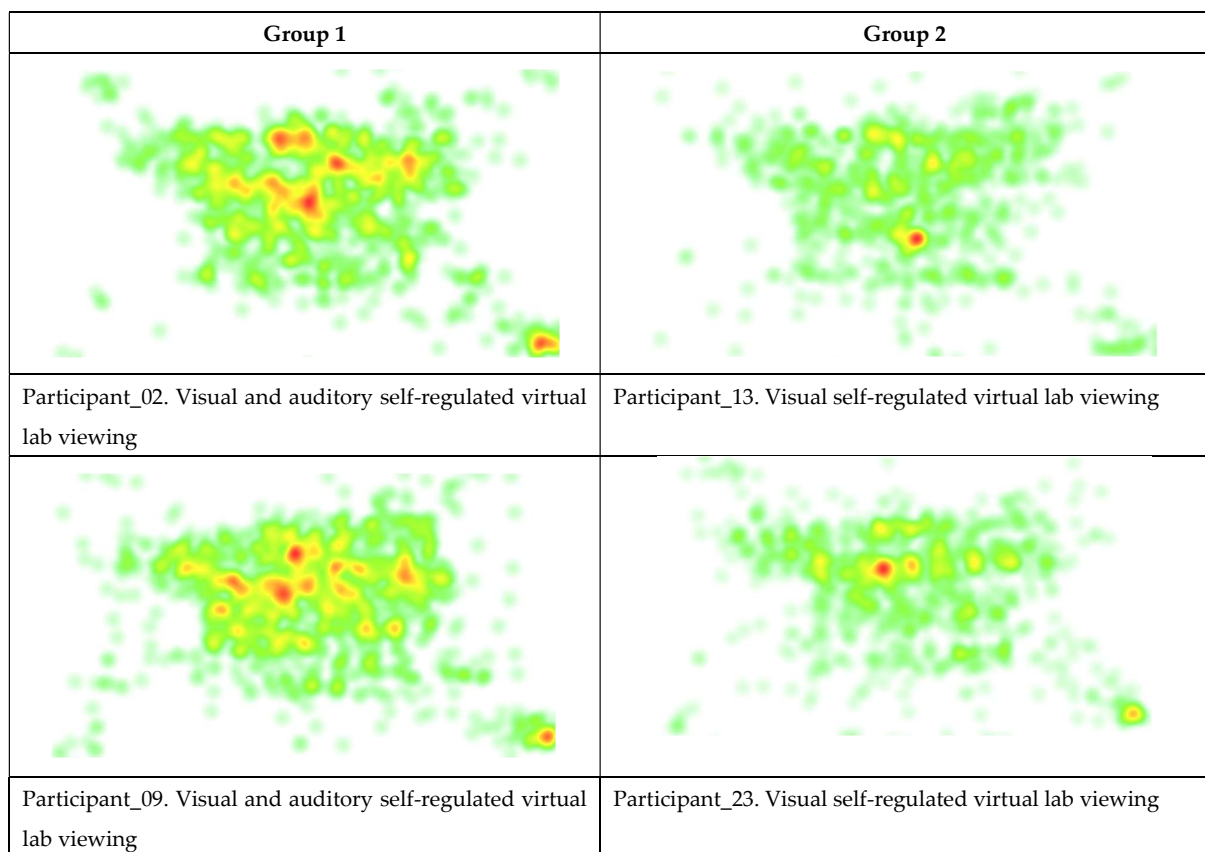 Group 1
Group 2
Participant_02. Visual and auditory self-regulated virtual
lab viewing
Participant_13. Visual self-regulated virtual lab viewing
Participant_09. Visual and auditory self-regulated virtual
lab viewing
Participant_23. Visual self-regulated virtual lab viewing